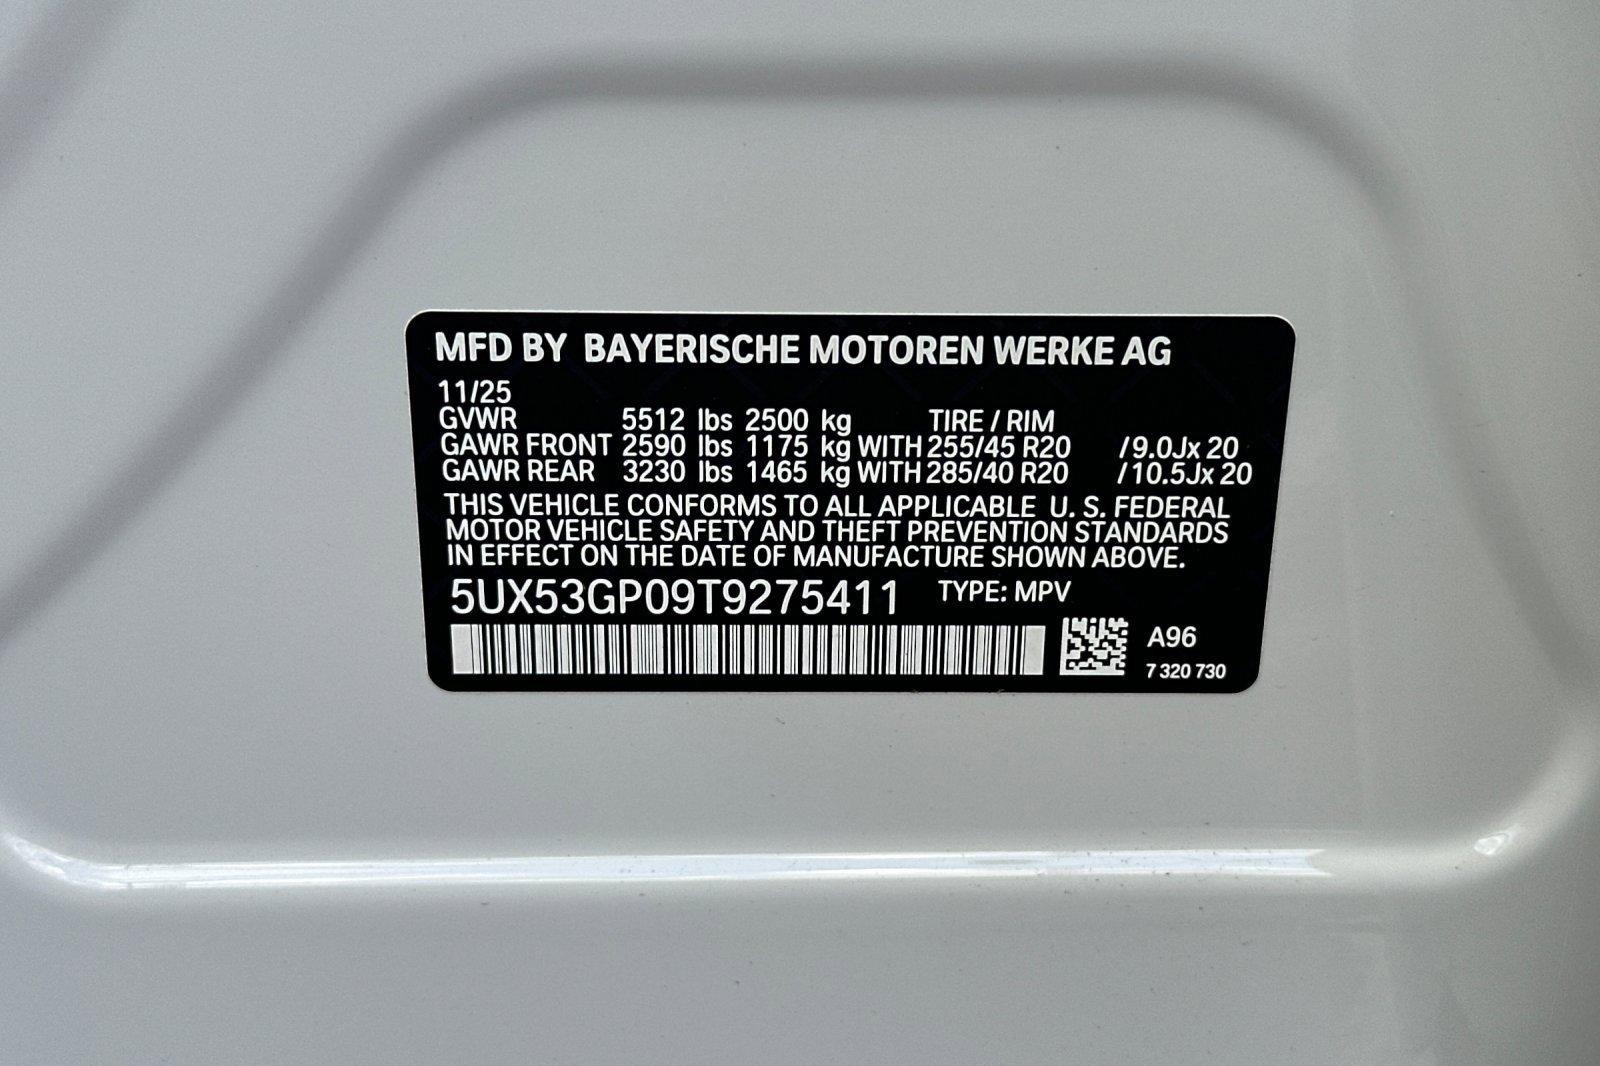 MFD BY BAYERISCHE MOTOREN WERKE AG
11/25
GVWR 5512 lbs 2500 kg TIRE / RIM
GAWR FRONT 2590 lbs 1175 kg WITH 255/45 R20 /9.0Jx 20
GAWR REAR 3230 lbs 1465 kg WITH 285/40 R20 /10.5Jx 20
THIS VEHICLE CONFORMS TO ALL APPLICABLE U. S. FEDERAL
MOTOR VEHICLE SAFETY AND THEFT PREVENTION STANDARDS
IN EFFECT ON THE DATE OF MANUFACTURE SHOWN ABOVE.
5UX53GP09T9275411 TYPE: MPV
A96
7 320 730